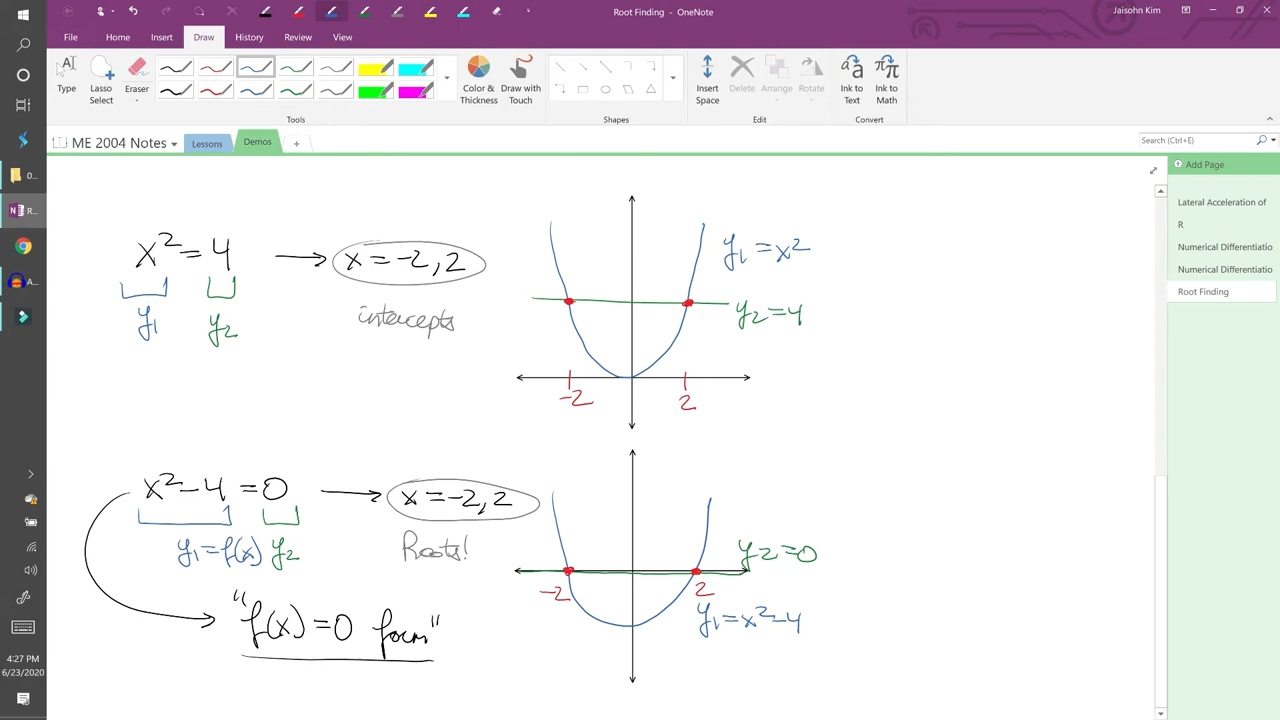 Root Finding - OneNote
Jaisohn Kim
File Home Insert Draw History Review View
Type
Lasso Select
Eraser
Color & Thickness
Draw with Touch
Insert Space
Delete
Arrange
Rotate
Ink to Text
Ink to Math
Tools
Shapes
Edit
Convert
ME 2004 Notes
Lessons
Demos
Search (Ctrl+E)
Add Page
Lateral Acceleration of
R
Numerical Differentiatio
Numerical Differentiatio
Root Finding
0...
R...
A...
x² = 4 → x = -2, 2
y₁ y₂
intercepts
y₁ = x²
y₂ = 4
-2 2
x² - 4 = 0 → x = -2, 2
y₁ = f(x) y₂
Roots!
y₂ = 0
-2 2
y₁ = x² - 4
"f(x) = 0 form"
4:27 PM
6/23/2020